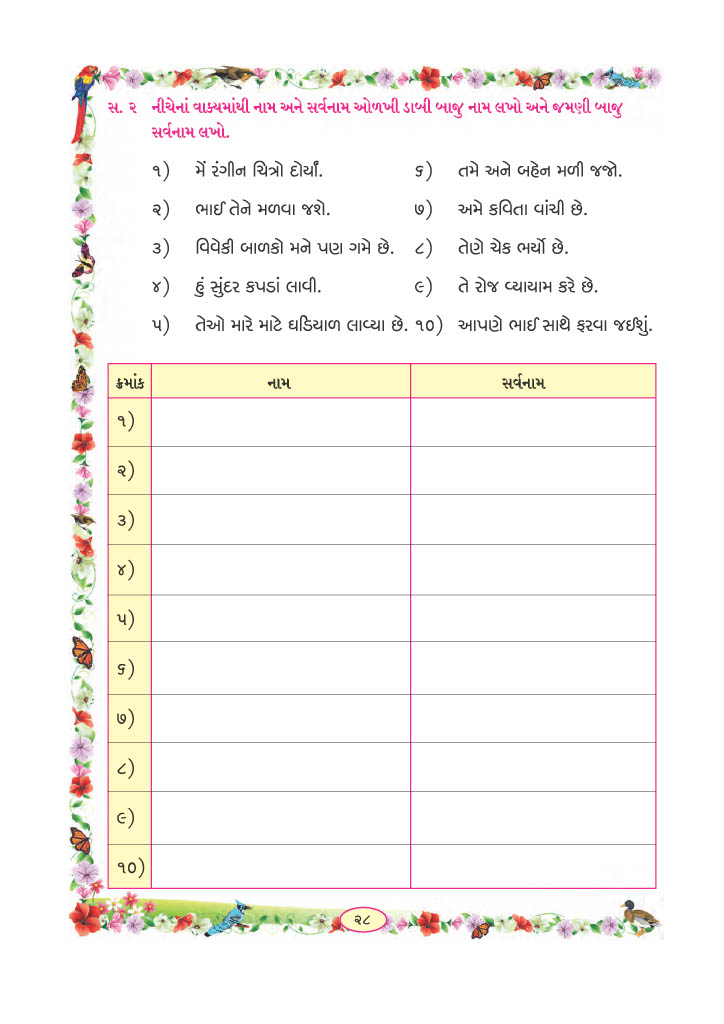 સ. ૨ નીચેનાં વાક્યમાંથી નામ અને સર્વનામ ઓળખી ડાબી બાજુ નામ લખો અને જમણી બાજુ
સર્વનામ લખો.
૧) મેં રંગીન ચિત્રો દોર્યાં. ૬) તમે અને બહેન મળી જજો.
૨) ભાઈ તેને મળવા જશે. ૭) અમે કવિતા વાંચી છે.
૩) વિવેકી બાળકો મને પણ ગમે છે. ૮) તેણે ચેક ભર્યો છે.
૪) હું સુંદર કપડાં લાવી. ૯) તે રોજ વ્યાયામ કરે છે.
૫) તેઓ મારે માટે ઘડિયાળ લાવ્યા છે. ૧૦) આપણે ભાઈ સાથે ફરવા જઈશું.
ક્રમાંક નામ સર્વનામ
૧)
૨)
૩)
૪)
૫)
૬)
૭)
૮)
૯)
૧૦)
૨૮